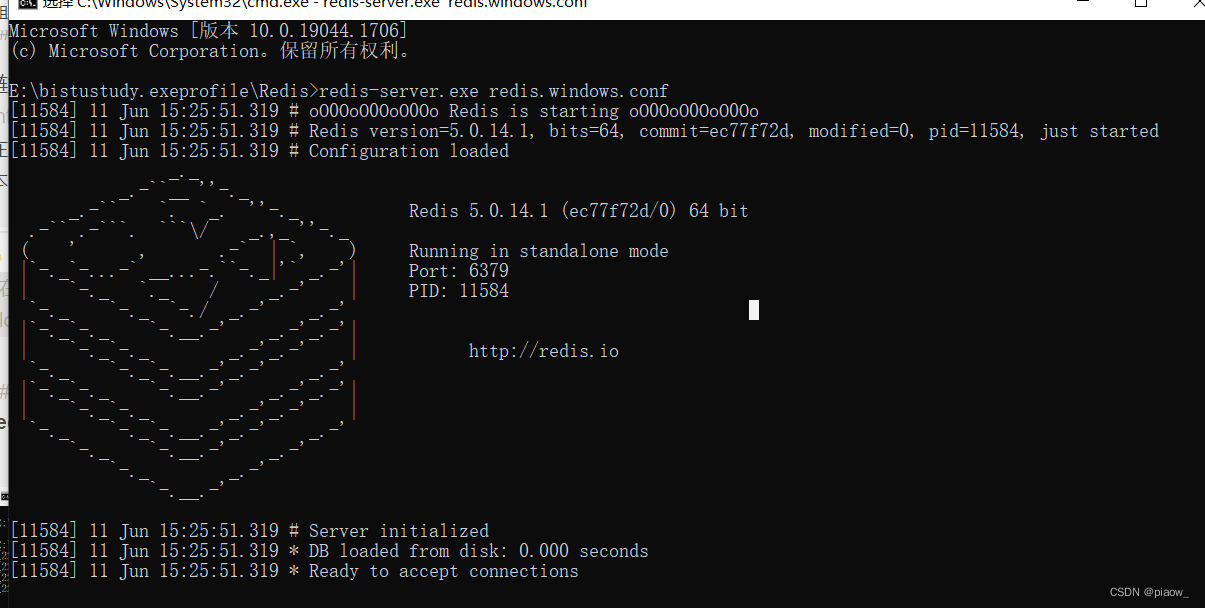 选择 C:\Windows\System32\cmd.exe - redis-server.exe redis.windows.conf
Microsoft Windows [版本 10.0.19044.1706]
(c) Microsoft Corporation。保留所有权利。
E:\bistustudy.exeprofile\Redis>redis-server.exe redis.windows.conf
[11584] 11 Jun 15:25:51.319 # oO0OoO0OoO0Oo Redis is starting oO0OoO0OoO0Oo
[11584] 11 Jun 15:25:51.319 # Redis version=5.0.14.1, bits=64, commit=ec77f72d, modified=0, pid=11584, just started
[11584] 11 Jun 15:25:51.319 # Configuration loaded
Redis 5.0.14.1 (ec77f72d/0) 64 bit
Running in standalone mode
Port: 6379
PID: 11584
http://redis.io
[11584] 11 Jun 15:25:51.319 # Server initialized
[11584] 11 Jun 15:25:51.319 * DB loaded from disk: 0.000 seconds
[11584] 11 Jun 15:25:51.319 * Ready to accept connections
CSDN @piaow_